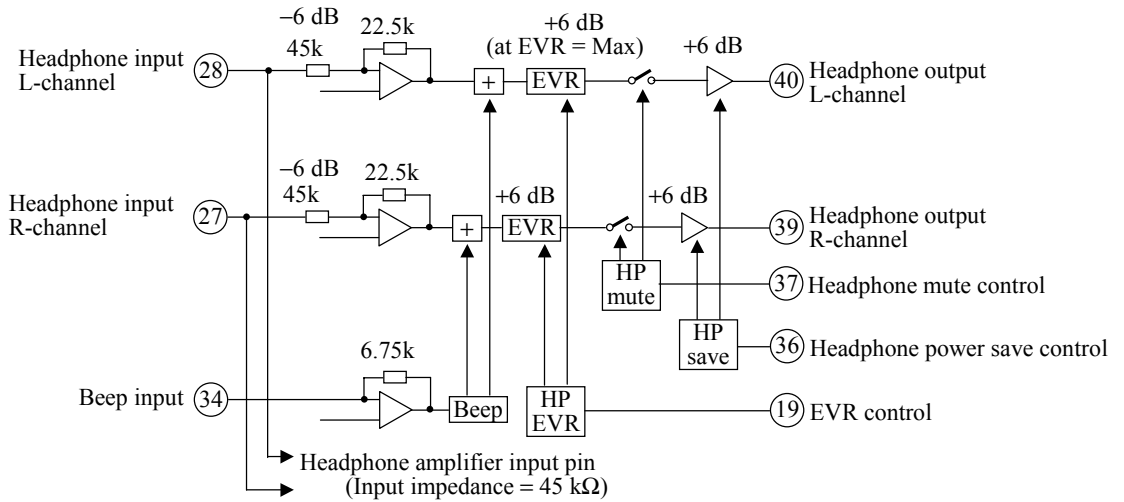 −6 dB
22.5k
45k
Headphone input
L-channel
28
+
+6 dB
(at EVR = Max)
EVR
+6 dB
40
Headphone output
L-channel
−6 dB
22.5k
45k
Headphone input
R-channel
27
+
+6 dB
EVR
+6 dB
39
Headphone output
R-channel
HP
mute
37
Headphone mute control
HP
save
36
Headphone power save control
6.75k
Beep input
34
Beep
HP
EVR
19
EVR control
Headphone amplifier input pin
(Input impedance = 45 kΩ)